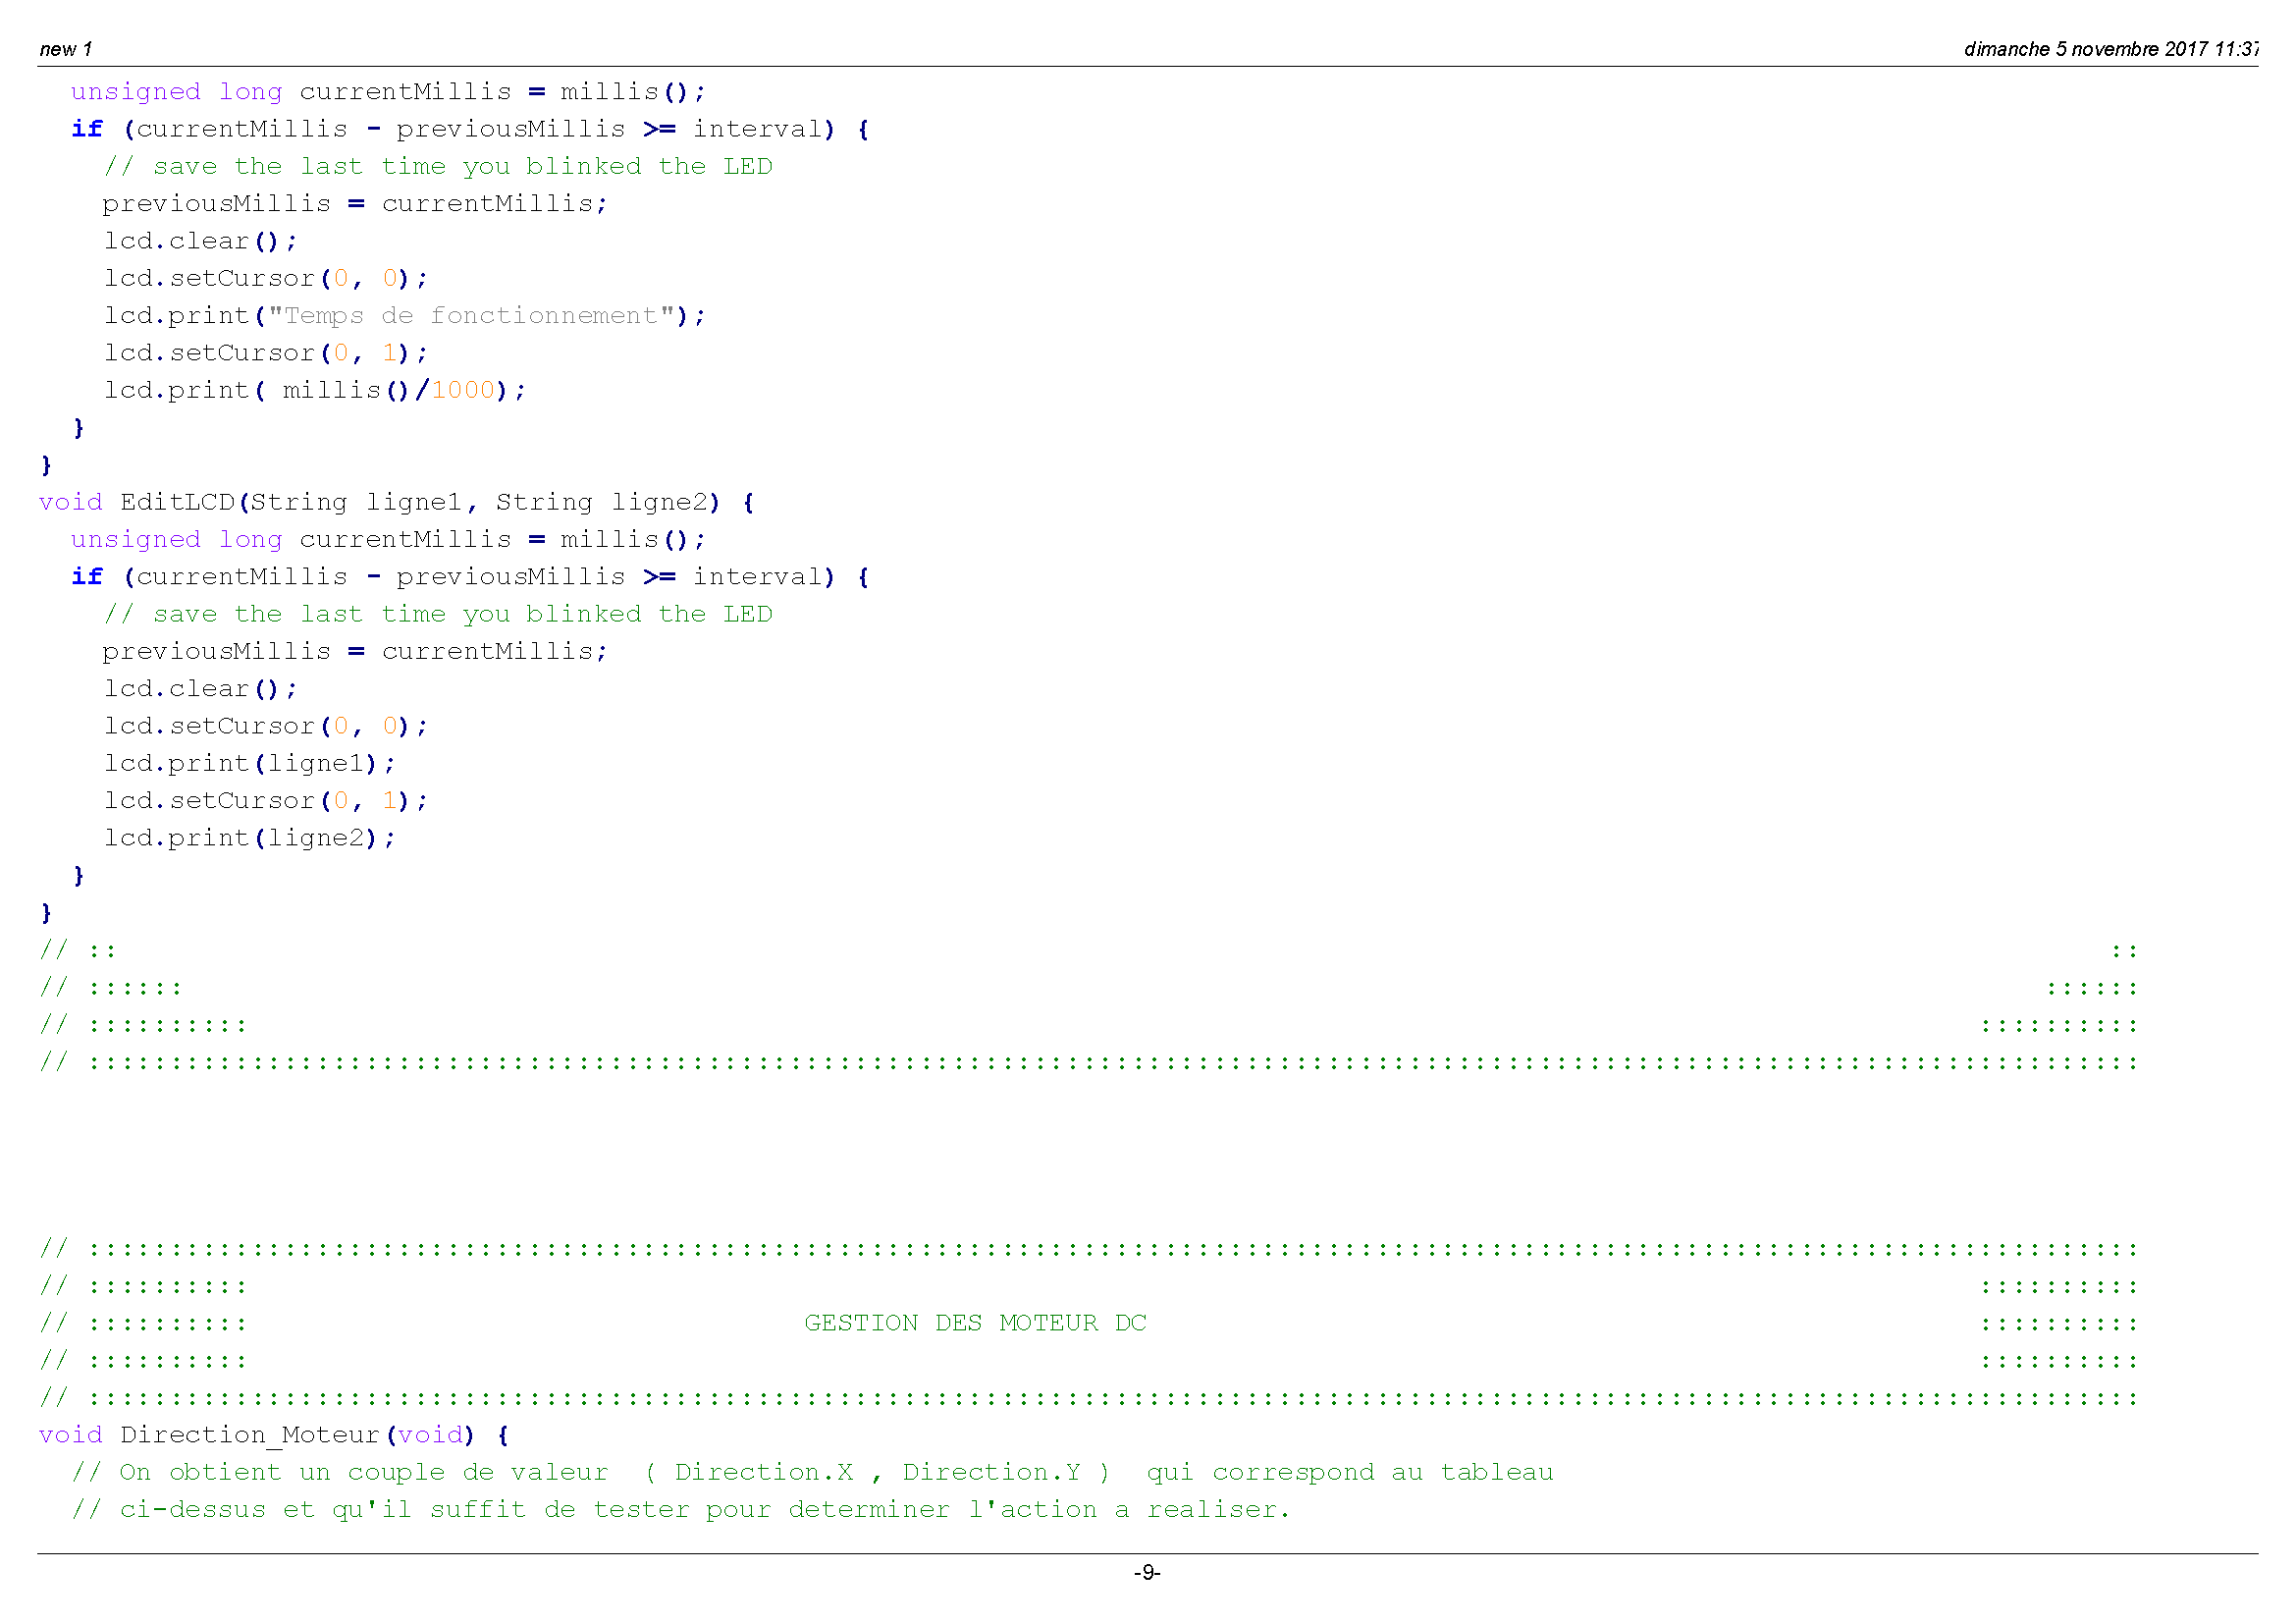 new 1 dimanche 5 novembre 2017 11:37
  unsigned long currentMillis = millis();
  if (currentMillis - previousMillis >= interval) {
    // save the last time you blinked the LED
    previousMillis = currentMillis;
    lcd.clear();
    lcd.setCursor(0, 0);
    lcd.print("Temps de fonctionnement");
    lcd.setCursor(0, 1);
    lcd.print( millis()/1000);
  }
}
void EditLCD(String ligne1, String ligne2) {
  unsigned long currentMillis = millis();
  if (currentMillis - previousMillis >= interval) {
    // save the last time you blinked the LED
    previousMillis = currentMillis;
    lcd.clear();
    lcd.setCursor(0, 0);
    lcd.print(ligne1);
    lcd.setCursor(0, 1);
    lcd.print(ligne2);
  }
}
// :: ::
// :::::: ::::::
// :::::::::: ::::::::::
// ::::::::::::::::::::::::::::::::::::::::::::::::::::::::::::::::::::::::::::::::::::::::::::::::::::::::::::::::::::::::::::::
// ::::::::::::::::::::::::::::::::::::::::::::::::::::::::::::::::::::::::::::::::::::::::::::::::::::::::::::::::::::::::::::::
// :::::::::: ::::::::::
// :::::::::: GESTION DES MOTEUR DC ::::::::::
// :::::::::: ::::::::::
// ::::::::::::::::::::::::::::::::::::::::::::::::::::::::::::::::::::::::::::::::::::::::::::::::::::::::::::::::::::::::::::::
void Direction_Moteur(void) {
  // On obtient un couple de valeur  ( Direction.X , Direction.Y )  qui correspond au tableau
  // ci-dessus et qu'il suffit de tester pour determiner l'action a realiser.
-9-